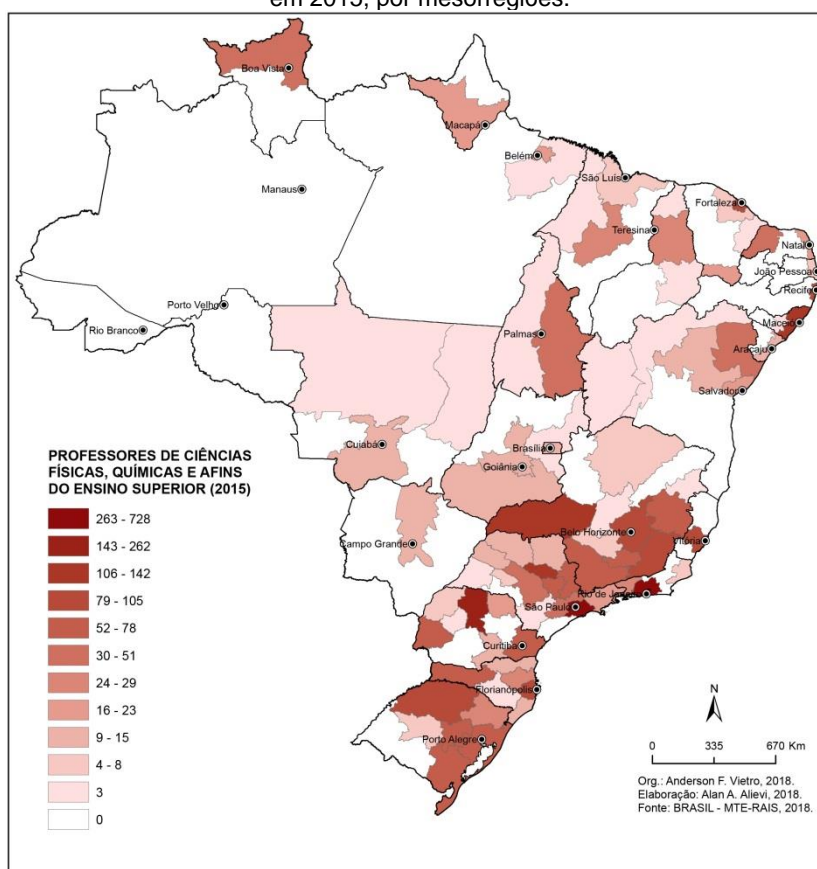 em 2015, por mesorregiões.
Boa Vista
Macapá
Belém
São Luis
Manaus
Fortaleza
Teresina
Natal
João Pessoa
Recife
Porto Velho
Rio Branco
Palmas
Maceió
Aracaju
Salvador
Cuiabá
Brasília
Goiânia
Campo Grande
Belo Horizonte
Vitória
Rio de Janeiro
São Paulo
Curitiba
Florianópolis
Porto Alegre
PROFESSORES DE CIÊNCIAS
FÍSICAS, QUÍMICAS E AFINS
DO ENSINO SUPERIOR (2015)
263 - 728
143 - 262
106 - 142
79 - 105
52 - 78
30 - 51
24 - 29
16 - 23
9 - 15
4 - 8
3
0
N
0 335 670 Km
Org.: Anderson F. Vietro, 2018.
Elaboração: Alan A. Alievi, 2018.
Fonte: BRASIL - MTE-RAIS, 2018.